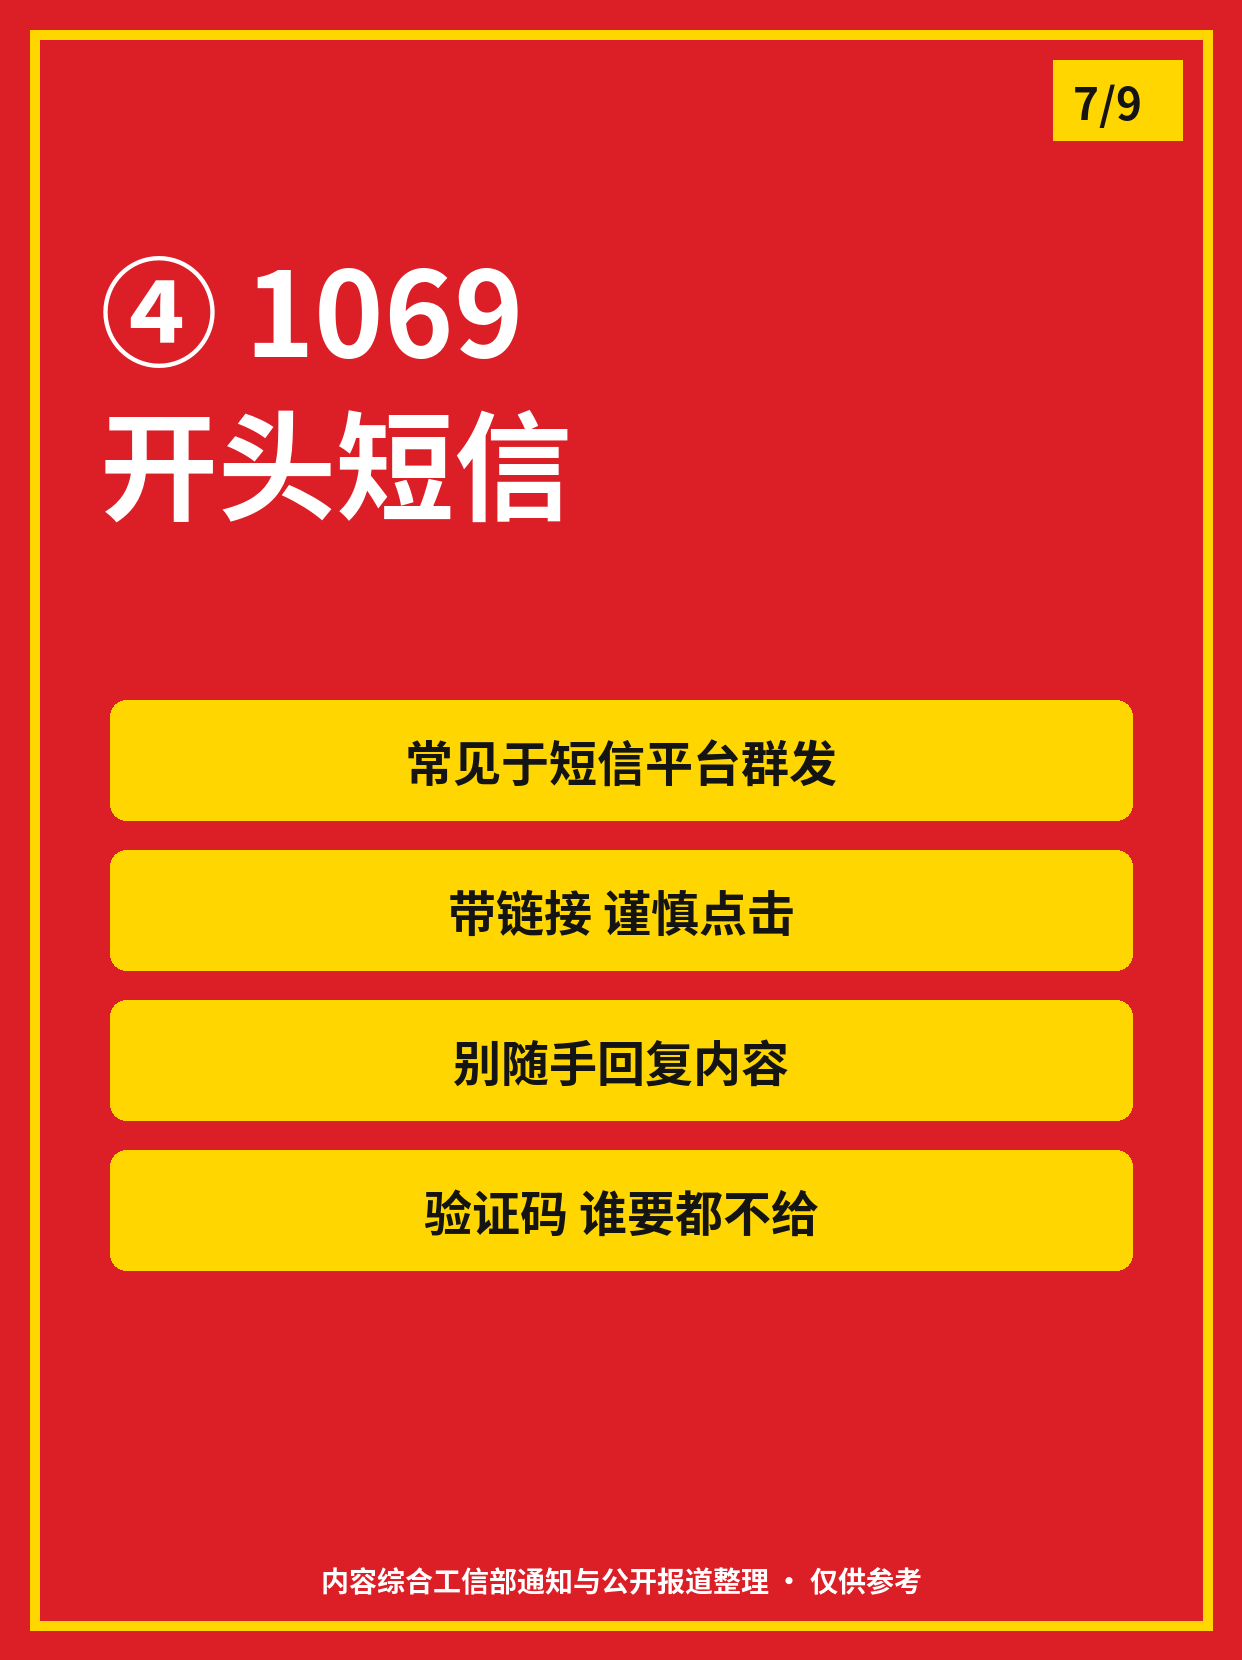 7/9
④ 1069
开头短信
常见于短信平台群发
带链接 谨慎点击
别随手回复内容
验证码 谁要都不给
内容综合工信部通知与公开报道整理 · 仅供参考